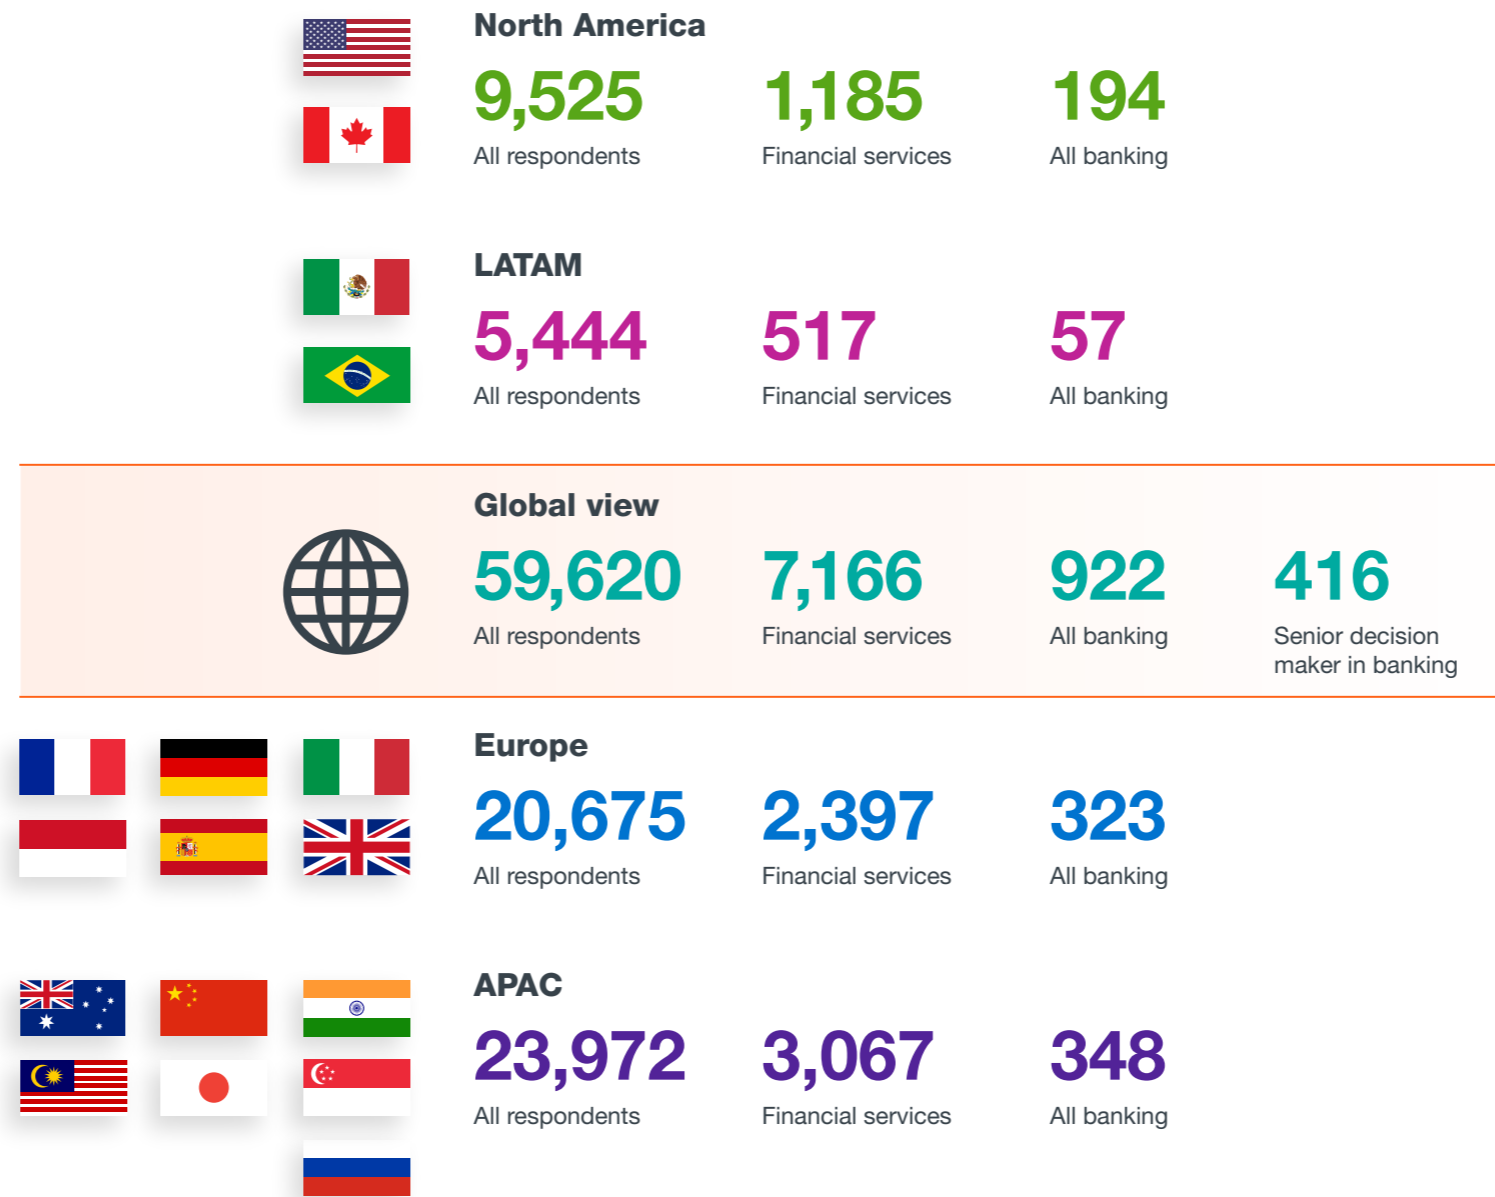 North America
9,525 1,185 194
All respondents Financial services All banking
LATAM
5,444 517 57
All respondents Financial services All banking
Global view
59,620 7,166 922 416
All respondents Financial services All banking Senior decision
maker in banking
Europe
20,675 2,397 323
All respondents Financial services All banking
APAC
23,972 3,067 348
All respondents Financial services All banking